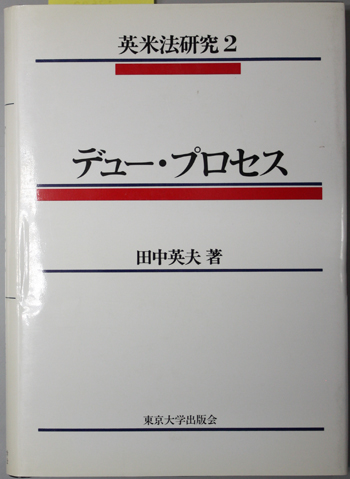 英米法研究2
デュー・プロセス
田中英夫 著
東京大学出版会